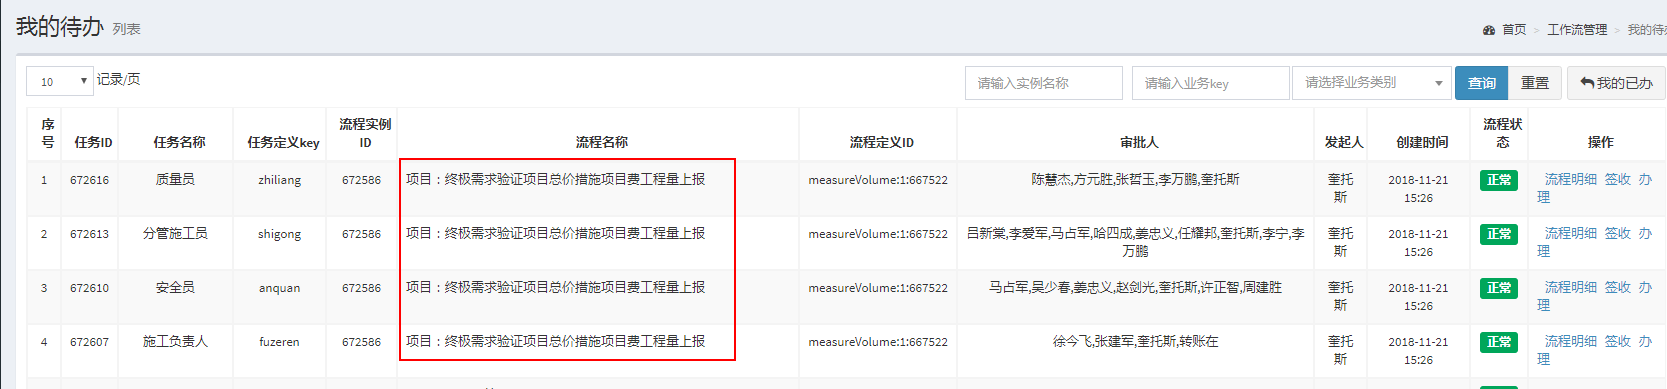 我的待办 列表
首页 > 工作流管理 > 我的待
10 记录/页 请输入实例名称 请输入业务key 请选择业务类别 查询 重置 我的已办
序号 任务ID 任务名称 任务定义key 流程实例ID 流程名称 流程定义ID 审批人 发起人 创建时间 流程状态 操作
1 672616 质量员 zhiliang 672586 项目：终极需求验证项目总价措施项目费工程量上报 measureVolume:1:667522 陈慧杰,方元胜,张哲玉,李万鹏,奎托斯 奎托斯 2018-11-21 15:26 正常 流程明细 签收 办理
2 672613 分管施工员 shigong 672586 项目：终极需求验证项目总价措施项目费工程量上报 measureVolume:1:667522 吕新棠,李爱军,马占军,哈四成,姜忠义,任耀邦,奎托斯,李宁,李万鹏 奎托斯 2018-11-21 15:26 正常 流程明细 签收 办理
3 672610 安全员 anquan 672586 项目：终极需求验证项目总价措施项目费工程量上报 measureVolume:1:667522 马占军,吴少春,姜忠义,赵剑光,奎托斯,许正智,周建胜 奎托斯 2018-11-21 15:26 正常 流程明细 签收 办理
4 672607 施工负责人 fuzeren 672586 项目：终极需求验证项目总价措施项目费工程量上报 measureVolume:1:667522 徐今飞,张建军,奎托斯,转账在 奎托斯 2018-11-21 15:26 正常 流程明细 签收 办理